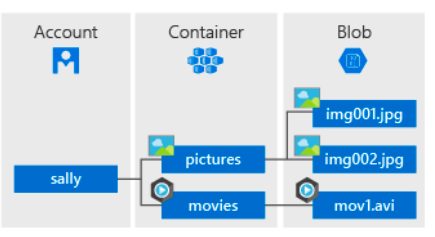 Account
Container
Blob
img001.jpg
pictures
img002.jpg
sally
movies
mov1.avi